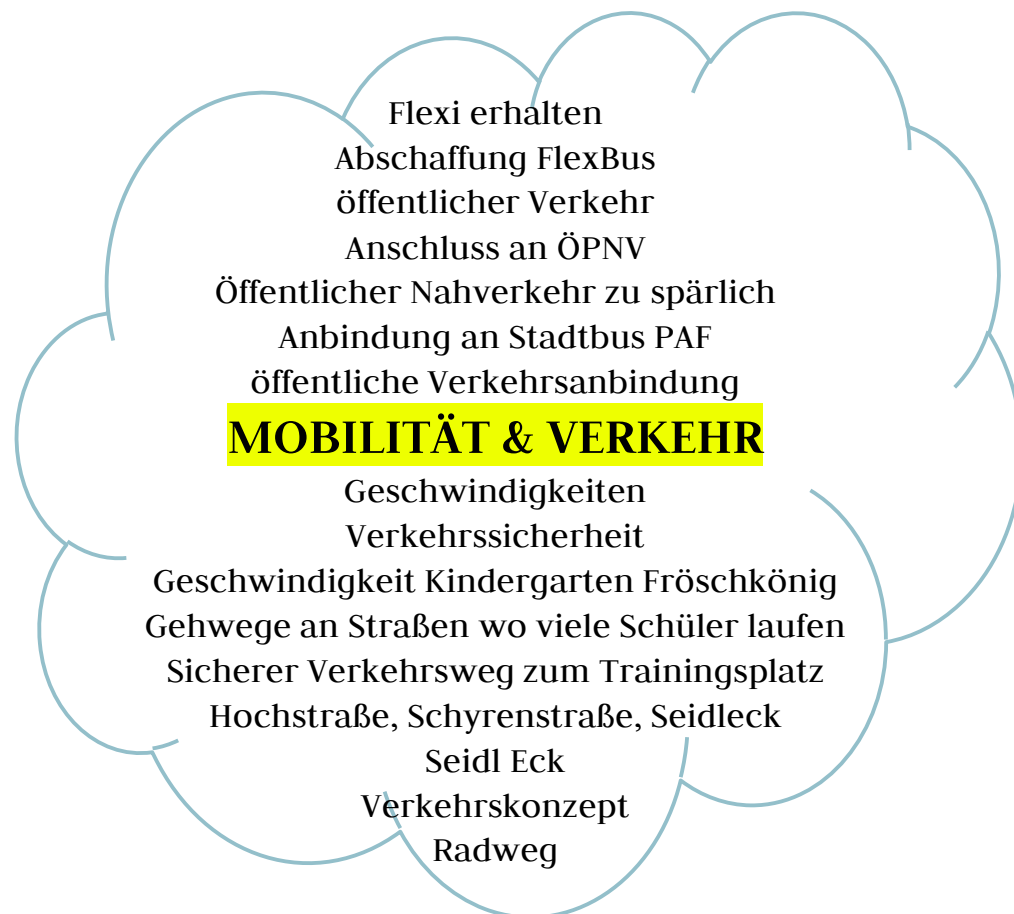 Flexi erhalten
Abschaffung FlexBus
öffentlicher Verkehr
Anschluss an ÖPNV
Öffentlicher Nahverkehr zu spärlich
Anbindung an Stadtbus PAF
öffentliche Verkehrsanbindung
MOBILITÄT & VERKEHR
Geschwindigkeiten
Verkehrssicherheit
Geschwindigkeit Kindergarten Fröschkönig
Gehwege an Straßen wo viele Schüler laufen
Sicherer Verkehrsweg zum Trainingsplatz
Hochstraße, Schyrenstraße, Seidleck
Seidl Eck
Verkehrskonzept
Radweg